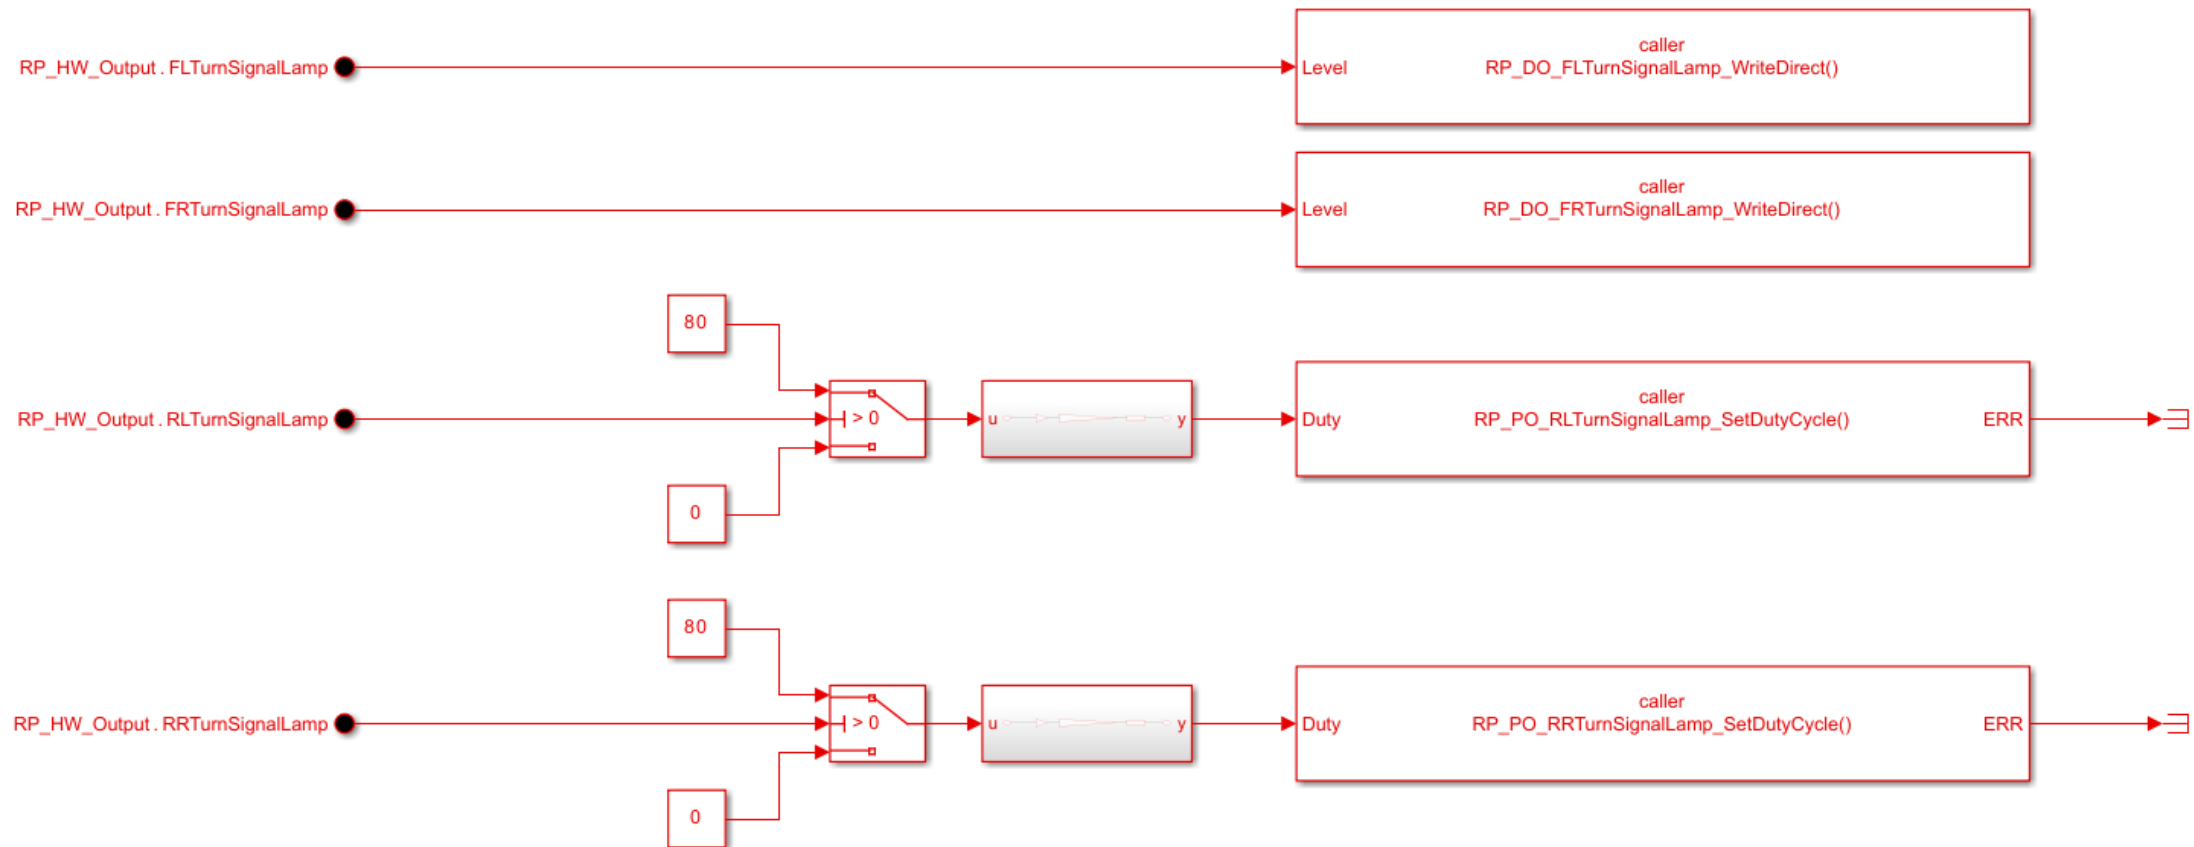 caller
RP_HW_Output . FLTurnSignalLamp
Level
RP_DO_FLTurnSignalLamp_WriteDirect()
caller
RP_HW_Output . FRTurnSignalLamp
Level
RP_DO_FRTurnSignalLamp_WriteDirect()
80
caller
RP_HW_Output . RLTurnSignalLamp
> 0
u
y
Duty
RP_PO_RLTurnSignalLamp_SetDutyCycle()
ERR
0
80
caller
RP_HW_Output . RRTurnSignalLamp
> 0
u
y
Duty
RP_PO_RRTurnSignalLamp_SetDutyCycle()
ERR
0